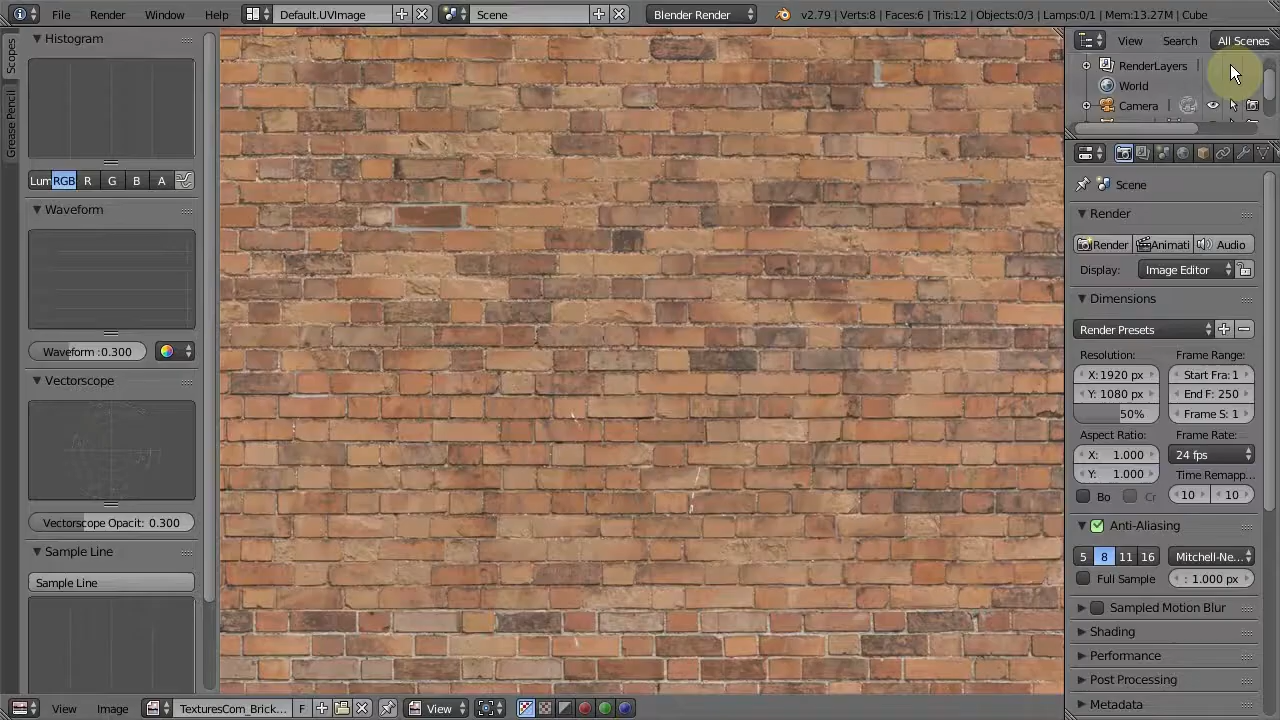 File Render Window Help Default.UVImage Scene Blender Render v2.79 | Verts:8 | Faces:6 | Tris:12 | Objects:0/3 | Lamps:0/1 | Mem:13.27M | Cube
Scopes
Grease Pencil
Histogram
Lum RGB R G B A
Waveform
Waveform :0.300
Vectorscope
Vectorscope Opacit: 0.300
Sample Line
Sample Line
View Image TexturesCom_Brick... F View
View Search All Scenes
RenderLayers
World
Camera
Scene
Render
Render Animati Audio
Display: Image Editor
Dimensions
Render Presets
Resolution: Frame Range:
X: 1920 px Start Fra: 1
Y: 1080 px End F: 250
50% Frame S: 1
Aspect Ratio: Frame Rate:
X: 1.000 24 fps
Y: 1.000 Time Remapp...
Bo Cr 10 10
Anti-Aliasing
5 8 11 16 Mitchell-Ne...
Full Sample : 1.000 px
Sampled Motion Blur
Shading
Performance
Post Processing
Metadata